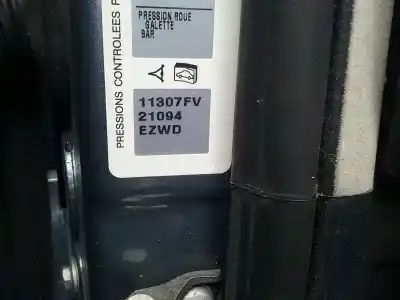 PRESSION ROUE
GALETTE
BAR
PRESSIONS CONTROLEES
11307FV
21094
EZWD